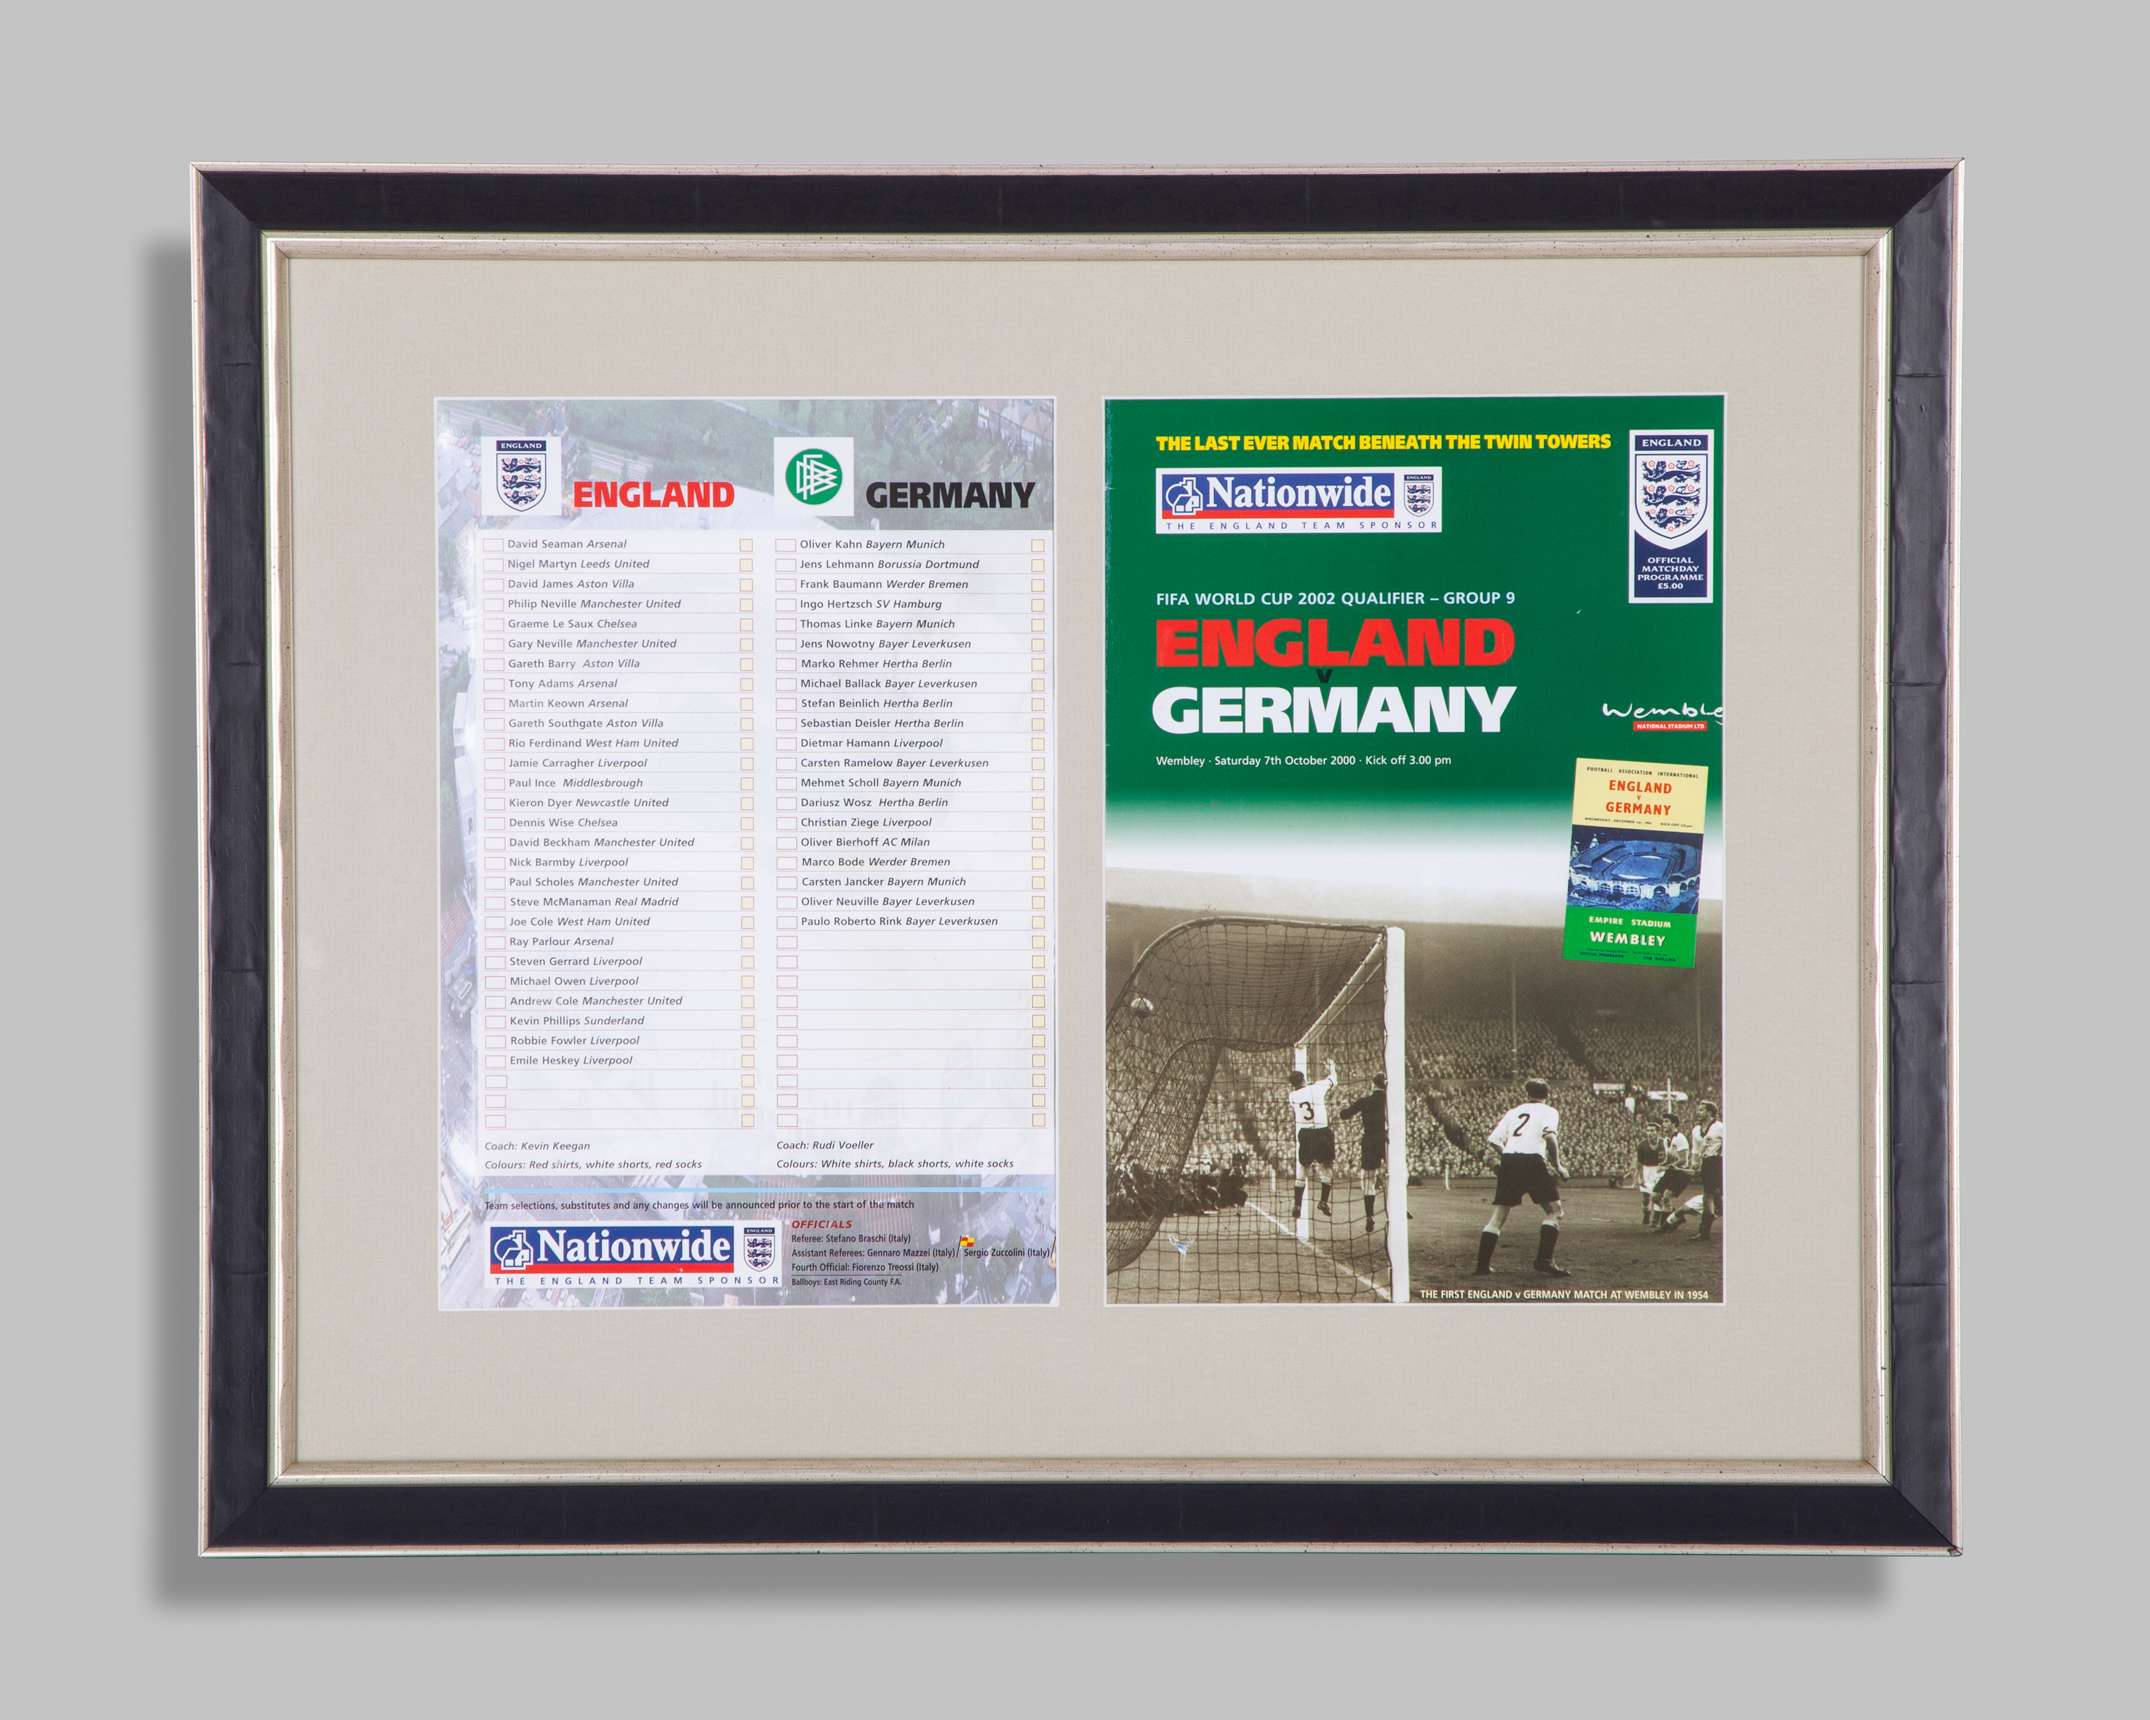 ENGLAND
ENGLAND
David Seaman Arsenal
Nigel Martyn Leeds United
David James Aston Villa
Philip Neville Manchester United
Graeme Le Saux Chelsea
Gary Neville Manchester United
Gareth Barry Aston Villa
Tony Adams Arsenal
Martin Keown Arsenal
Gareth Southgate Aston Villa
Rio Ferdinand West Ham United
Jamie Carragher Liverpool
Paul Ince Middlesbrough
Kieron Dyer Newcastle United
Dennis Wise Chelsea
David Beckham Manchester United
Nick Barmby Liverpool
Paul Scholes Manchester United
Steve McManaman Real Madrid
Joe Cole West Ham United
Ray Parlour Arsenal
Steven Gerrard Liverpool
Michael Owen Liverpool
Andrew Cole Manchester United
Kevin Phillips Sunderland
Robbie Fowler Liverpool
Emile Heskey Liverpool
Coach: Kevin Keegan
Colours: Red shirts, white shorts, red socks
DFB
GERMANY
Oliver Kahn Bayern Munich
Jens Lehmann Borussia Dortmund
Frank Baumann Werder Bremen
Ingo Hertzsch SV Hamburg
Thomas Linke Bayern Munich
Jens Nowotny Bayer Leverkusen
Marko Rehmer Hertha Berlin
Michael Ballack Bayer Leverkusen
Stefan Beinlich Hertha Berlin
Sebastian Deisler Hertha Berlin
Dietmar Hamann Liverpool
Carsten Ramelow Bayer Leverkusen
Mehmet Scholl Bayern Munich
Dariusz Wosz Hertha Berlin
Christian Ziege Liverpool
Oliver Bierhoff AC Milan
Marco Bode Werder Bremen
Carsten Jancker Bayern Munich
Oliver Neuville Bayer Leverkusen
Paulo Roberto Rink Bayer Leverkusen
Coach: Rudi Voeller
Colours: White shirts, black shorts, white socks
Team selections, substitutes and any changes will be announced prior to the start of the match
Nationwide
ENGLAND
THE ENGLAND TEAM SPONSOR
OFFICIALS
Referee: Stefano Braschi (Italy)
Assistant Referees: Gennaro Mazzei (Italy)/ Sergio Zuccolini (Italy)
Fourth Official: Fiorenzo Treossi (Italy)
Ballboys: East Riding County F.A.
THE LAST EVER MATCH BENEATH THE TWIN TOWERS
Nationwide
ENGLAND
THE ENGLAND TEAM SPONSOR
ENGLAND
OFFICIAL
MATCHDAY
PROGRAMME
£5.00
FIFA WORLD CUP 2002 QUALIFIER – GROUP 9
ENGLAND
v
GERMANY
Wembley · Saturday 7th October 2000 · Kick off 3.00 pm
Wemble
NATIONAL STADIUM LTD
FOOTBALL ASSOCIATION INTERNATIONAL
ENGLAND
v
GERMANY
EMPIRE STADIUM
WEMBLEY
3
2
THE FIRST ENGLAND v GERMANY MATCH AT WEMBLEY IN 1954